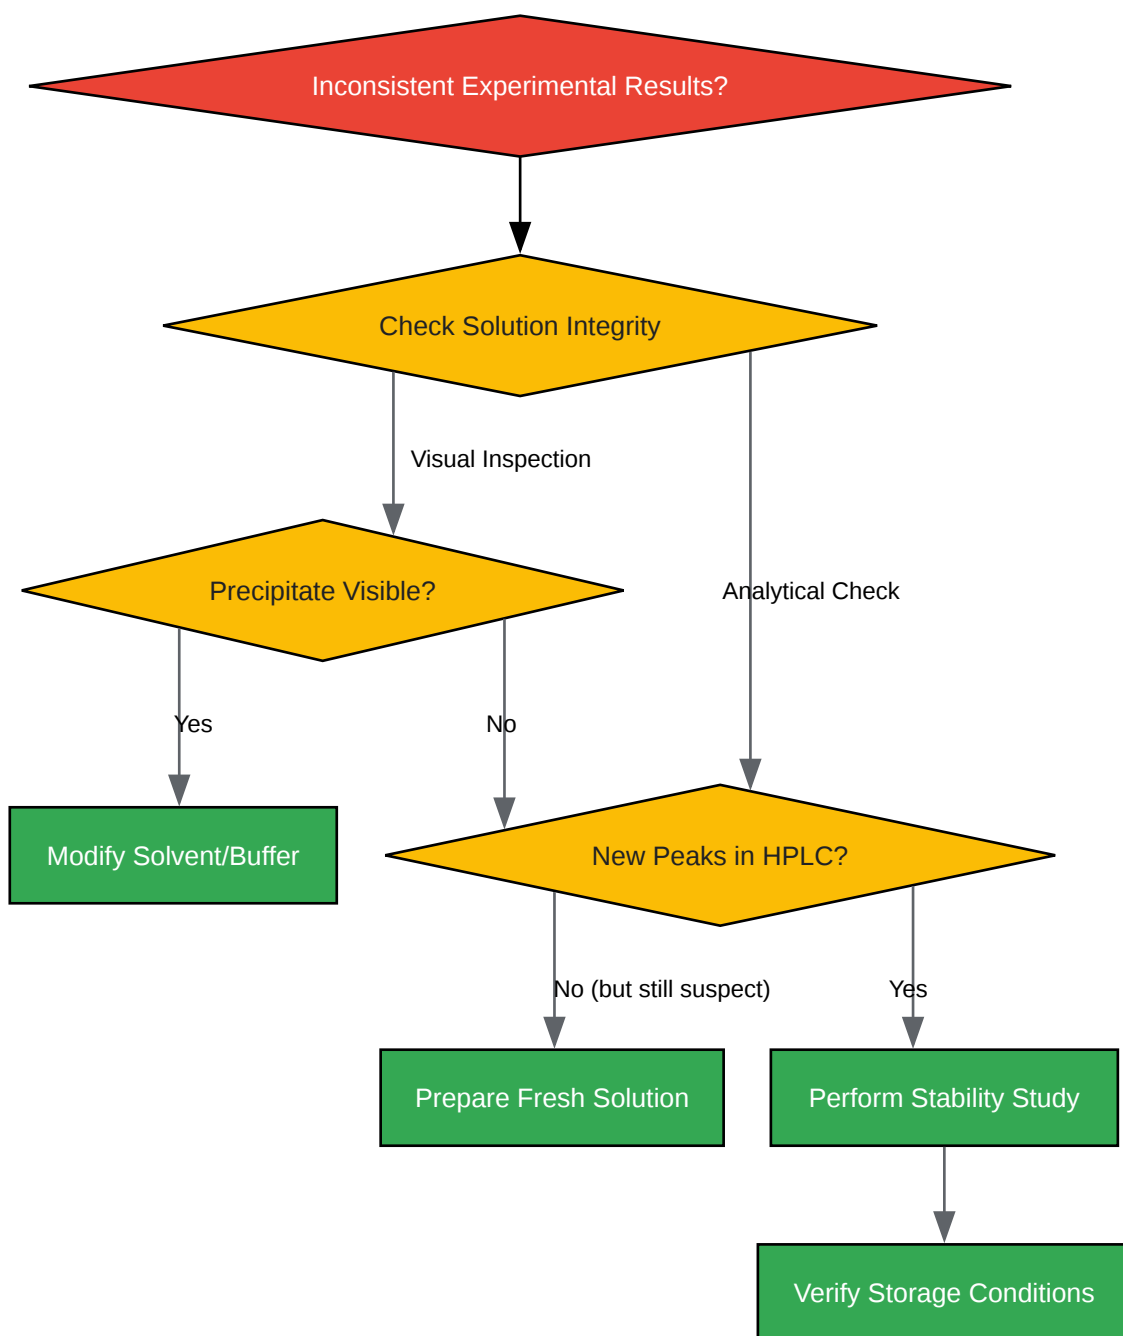 Inconsistent Experimental Results?
Check Solution Integrity
Visual Inspection
Precipitate Visible?
Analytical Check
Yes
No
Modify Solvent/Buffer
New Peaks in HPLC?
No (but still suspect)
Yes
Prepare Fresh Solution
Perform Stability Study
Verify Storage Conditions